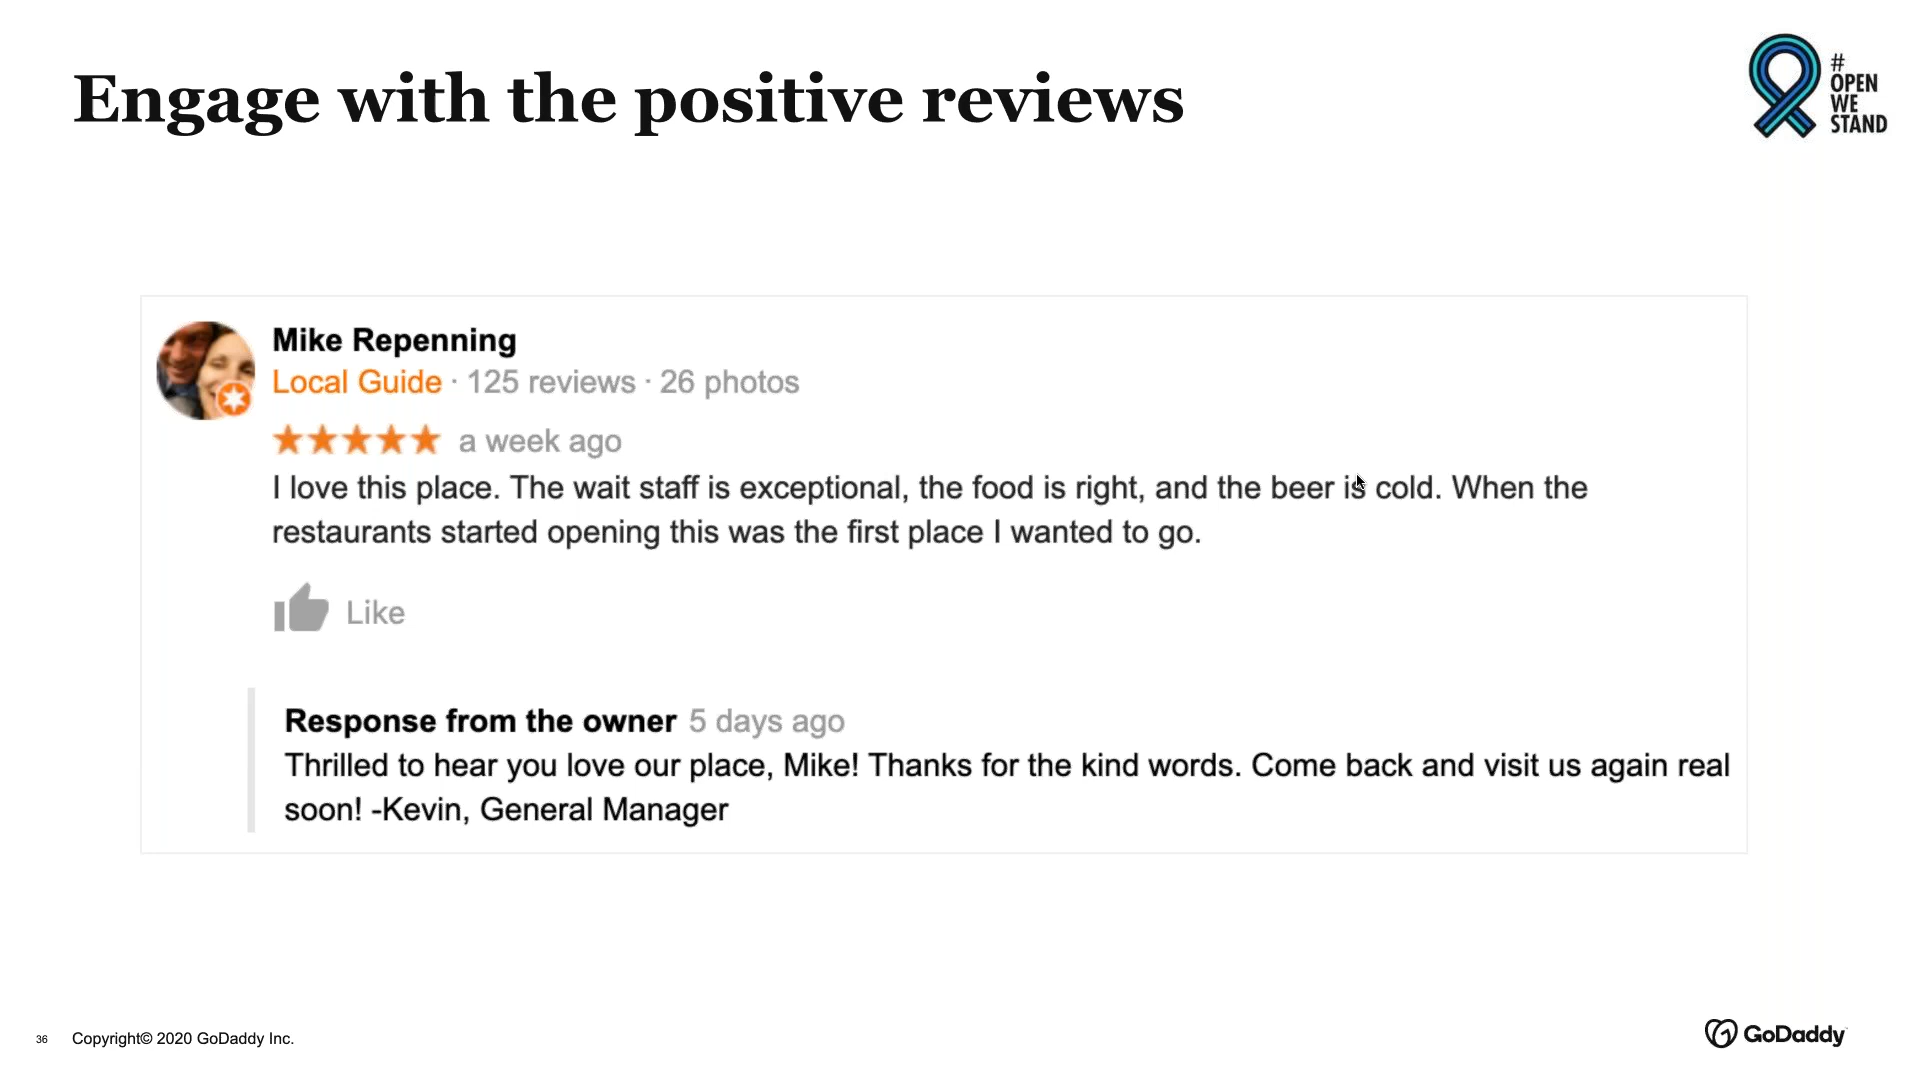 Engage with the positive reviews
#
OPEN
WE
STAND
Mike Repenning
Local Guide · 125 reviews · 26 photos
a week ago
I love this place. The wait staff is exceptional, the food is right, and the beer is cold. When the
restaurants started opening this was the first place I wanted to go.
Like
Response from the owner 5 days ago
Thrilled to hear you love our place, Mike! Thanks for the kind words. Come back and visit us again real
soon! -Kevin, General Manager
36 Copyright© 2020 GoDaddy Inc.
GoDaddy